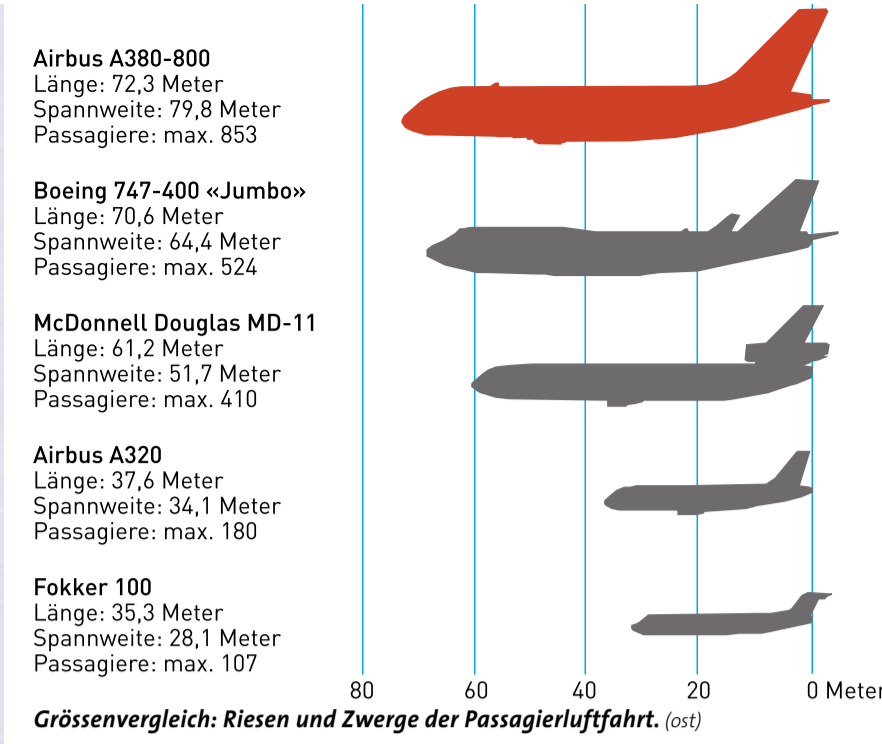 Airbus A380-800
Länge: 72,3 Meter
Spannweite: 79,8 Meter
Passagiere: max. 853
Boeing 747-400 «Jumbo»
Länge: 70,6 Meter
Spannweite: 64,4 Meter
Passagiere: max. 524
McDonnell Douglas MD-11
Länge: 61,2 Meter
Spannweite: 51,7 Meter
Passagiere: max. 410
Airbus A320
Länge: 37,6 Meter
Spannweite: 34,1 Meter
Passagiere: max. 180
Fokker 100
Länge: 35,3 Meter
Spannweite: 28,1 Meter
Passagiere: max. 107
80 60 40 20 0 Meter
Grössenvergleich: Riesen und Zwerge der Passagierluftfahrt. (ost)